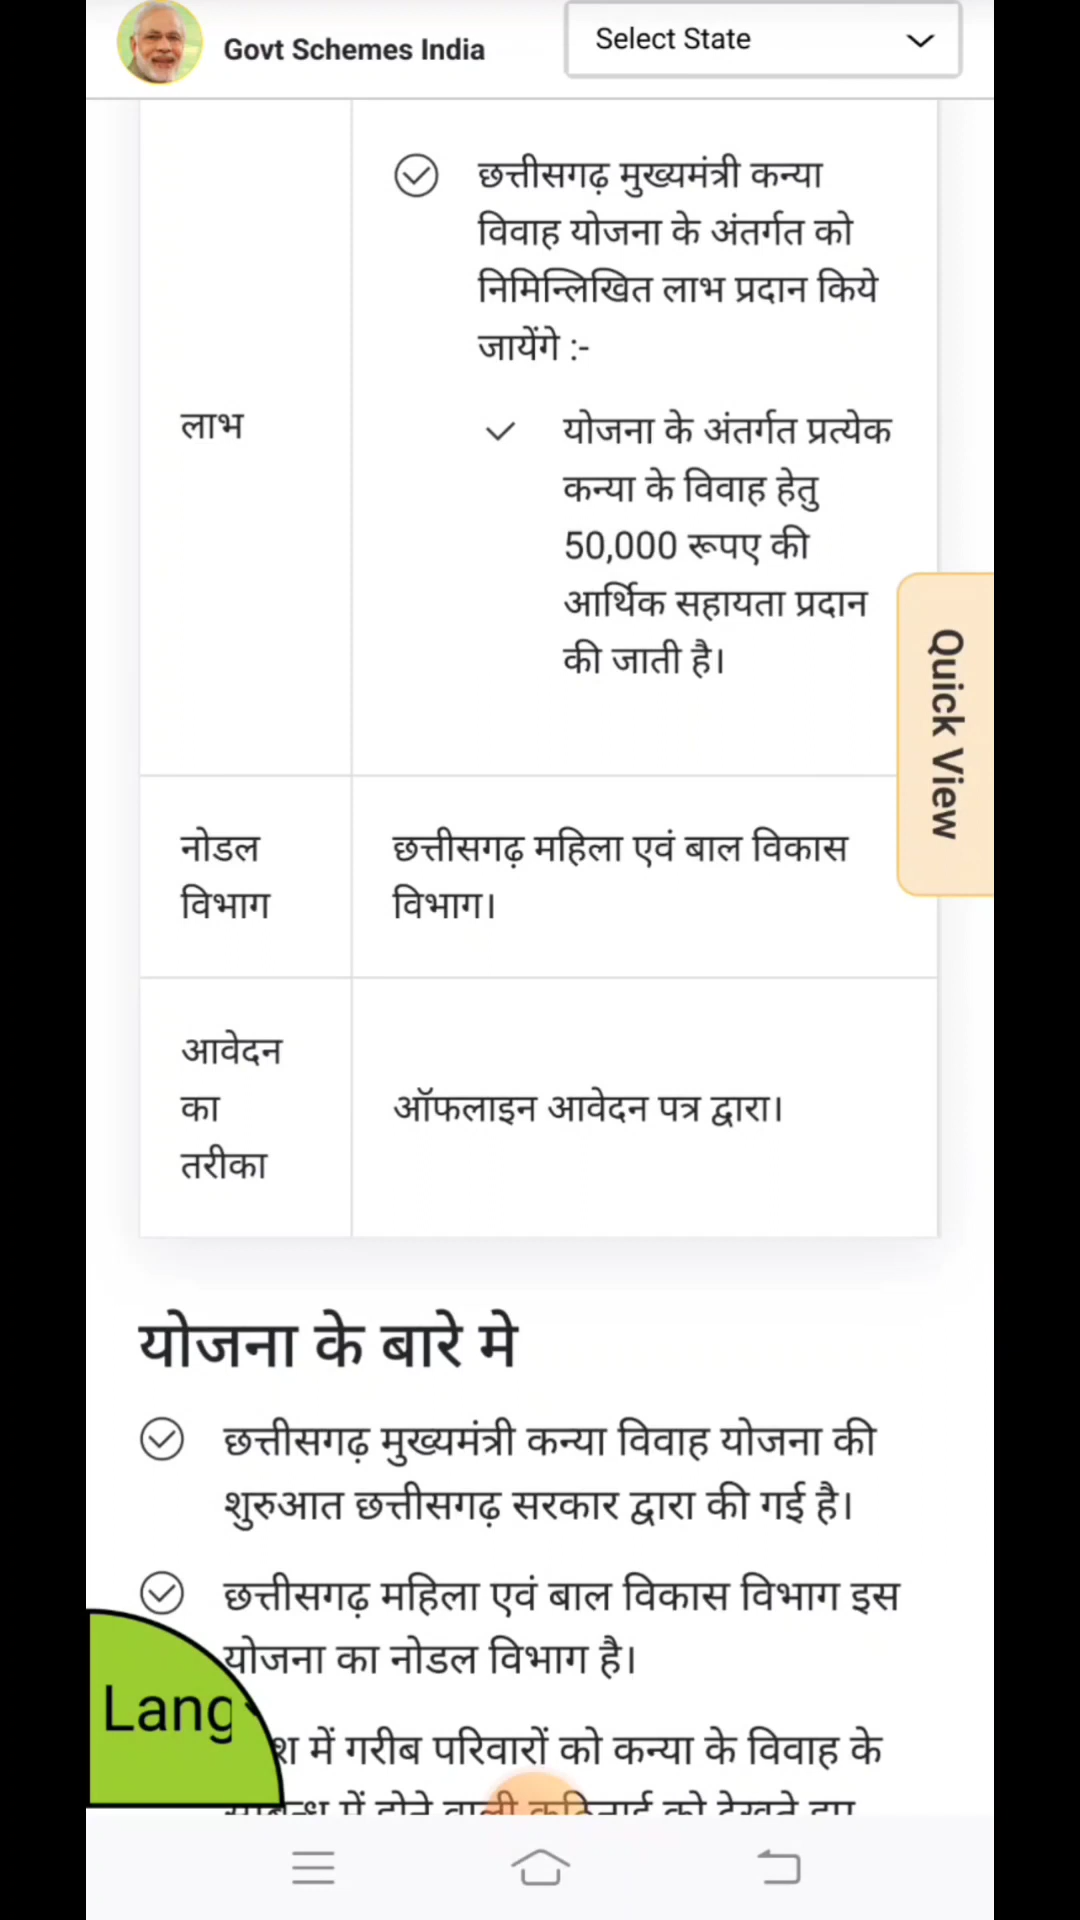 Govt Schemes India
Select State
छत्तीसगढ़ मुख्यमंत्री कन्या
विवाह योजना के अंतर्गत को
निमिन्लिखित लाभ प्रदान किये
जायेंगे :-
लाभ
योजना के अंतर्गत प्रत्येक
कन्या के विवाह हेतु
50,000 रूपए की
आर्थिक सहायता प्रदान
की जाती है।
Quick View
नोडल
विभाग
छत्तीसगढ़ महिला एवं बाल विकास
विभाग।
आवेदन
का
तरीका
ऑफलाइन आवेदन पत्र द्वारा।
योजना के बारे मे
छत्तीसगढ़ मुख्यमंत्री कन्या विवाह योजना की
शुरुआत छत्तीसगढ़ सरकार द्वारा की गई है।
छत्तीसगढ़ महिला एवं बाल विकास विभाग इस
योजना का नोडल विभाग है।
Lang
में गरीब परिवारों को कन्या के विवाह के
में होने वाली कठिनाई को देखते हुए